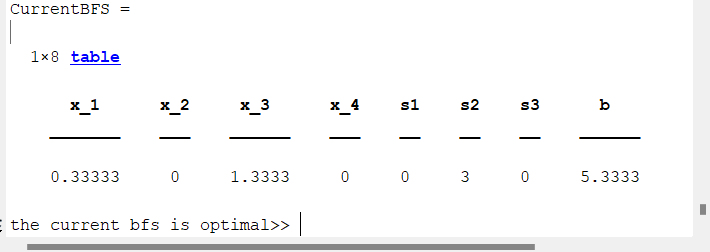 CurrentBFS =
1×8 table
x_1 x_2 x_3 x_4 s1 s2 s3 b
0.33333 0 1.3333 0 0 3 0 5.3333
the current bfs is optimal>>